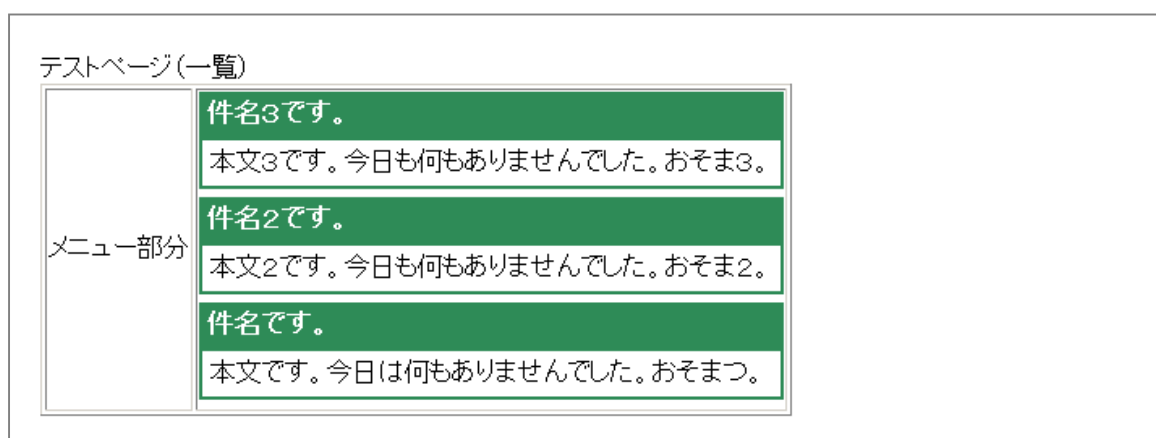 テストページ(一覧)
件名3です。
本文3です。今日も何もありませんでした。おそま3。
メニュー部分
件名2です。
本文2です。今日も何もありませんでした。おそま2。
件名です。
本文です。今日は何もありませんでした。おそまつ。